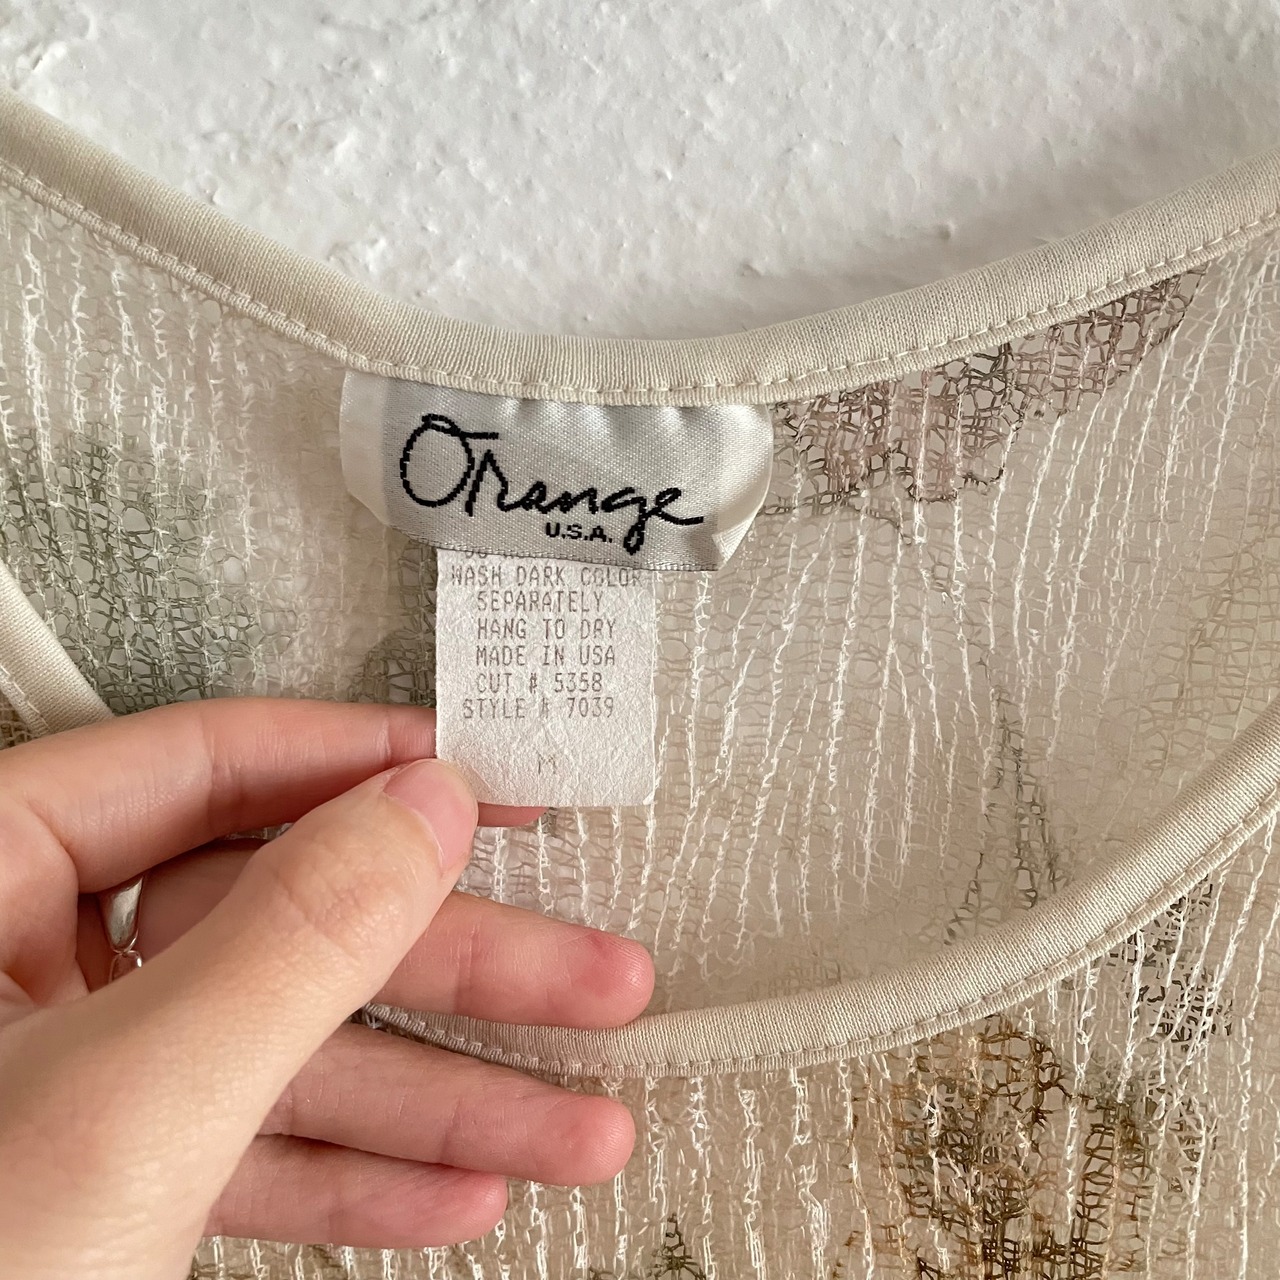 Orange
U.S.A.
WASH DARK COLOR
SEPARATELY
HANG TO DRY
MADE IN USA
CUT # 5358
STYLE # 7039
M